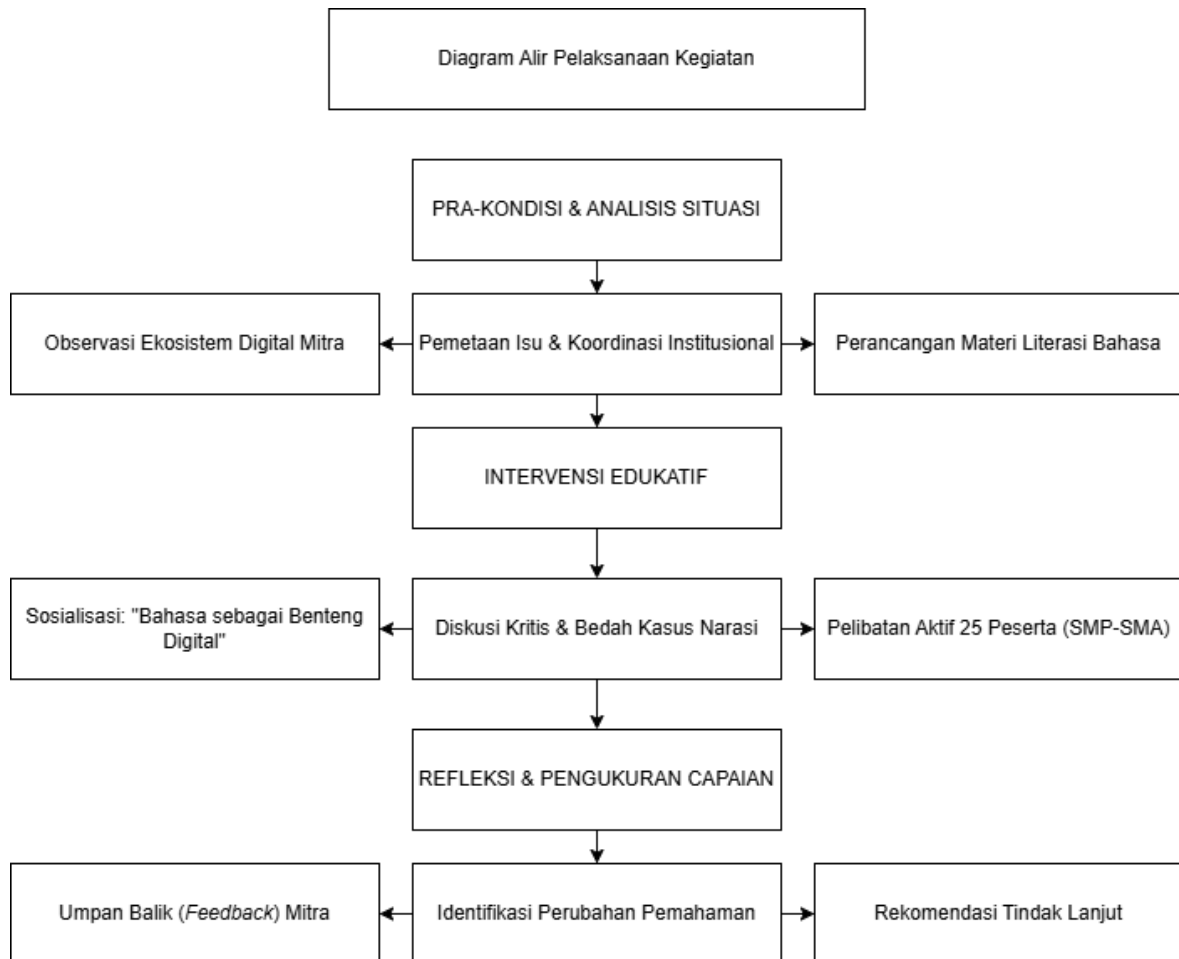 Diagram Alir Pelaksanaan Kegiatan
PRA-KONDISI & ANALISIS SITUASI
Observasi Ekosistem Digital Mitra
Pemetaan Isu & Koordinasi Institusional
Perancangan Materi Literasi Bahasa
INTERVENSI EDUKATIF
Sosialisasi: "Bahasa sebagai Benteng
Digital"
Diskusi Kritis & Bedah Kasus Narasi
Pelibatan Aktif 25 Peserta (SMP-SMA)
REFLEKSI & PENGUKURAN CAPAIAN
Umpan Balik (Feedback) Mitra
Identifikasi Perubahan Pemahaman
Rekomendasi Tindak Lanjut